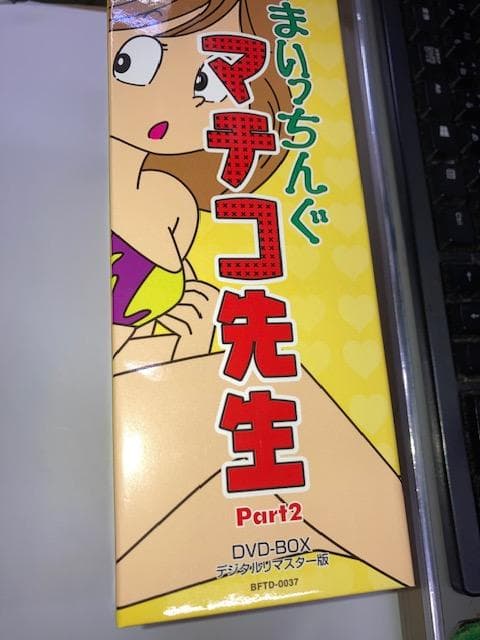 まいっちんぐ
マチコ先生
Part2
DVD-BOX
デジタルリマスター版
BFTD-0037